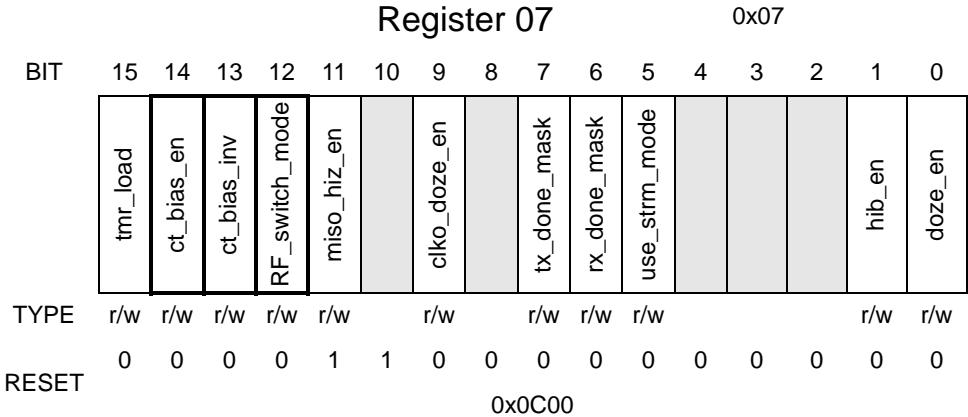 Register 07 0x07
BIT 15 14 13 12 11 10 9 8 7 6 5 4 3 2 1 0
tmr_load ct_bias_en ct_bias_inv RF_switch_mode miso_hiz_en clko_doze_en tx_done_mask rx_done_mask use_strm_mode hib_en doze_en
TYPE r/w r/w r/w r/w r/w r/w r/w r/w r/w r/w r/w
RESET 0 0 0 0 1 1 0 0 0 0 0 0 0 0 0 0
0x0C00